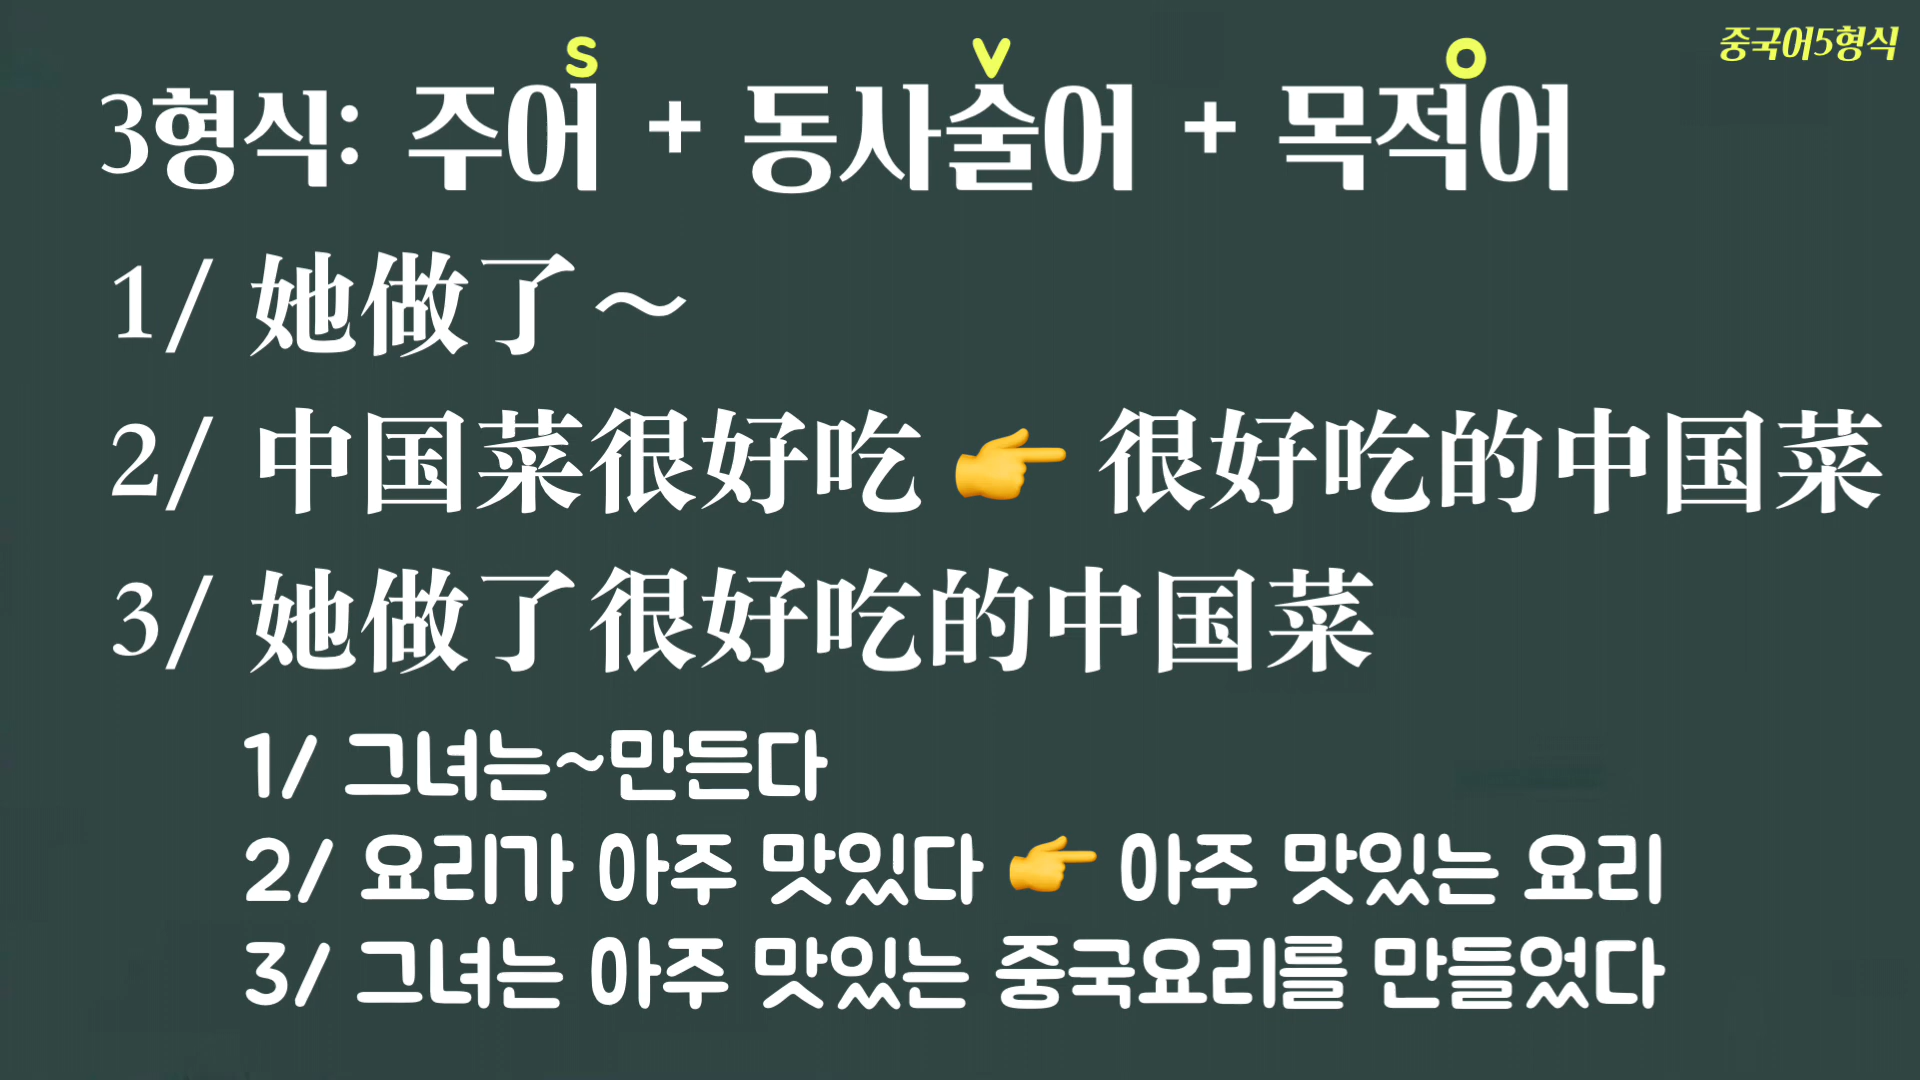 중국어5형식
S V O
3형식: 주어 + 동사술어 + 목적어
1/ 她做了～
2/ 中国菜很好吃 👉 很好吃的中国菜
3/ 她做了很好吃的中国菜
1/ 그녀는~만든다
2/ 요리가 아주 맛있다 👉 아주 맛있는 요리
3/ 그녀는 아주 맛있는 중국요리를 만들었다